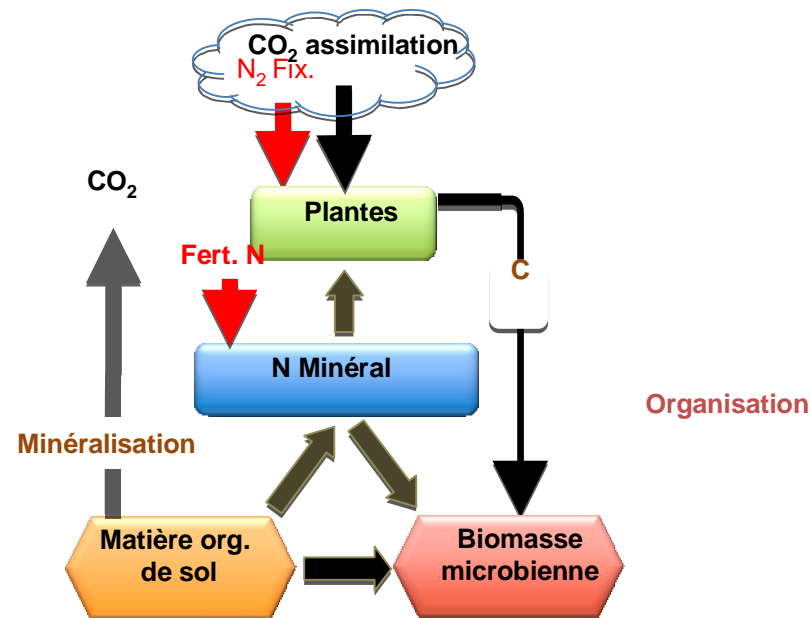 CO2 assimilation
N2 Fix.
CO2
Plantes
Fert. N
C
N Minéral
Organisation
Minéralisation
Matière org.
de sol
Biomasse
microbienne